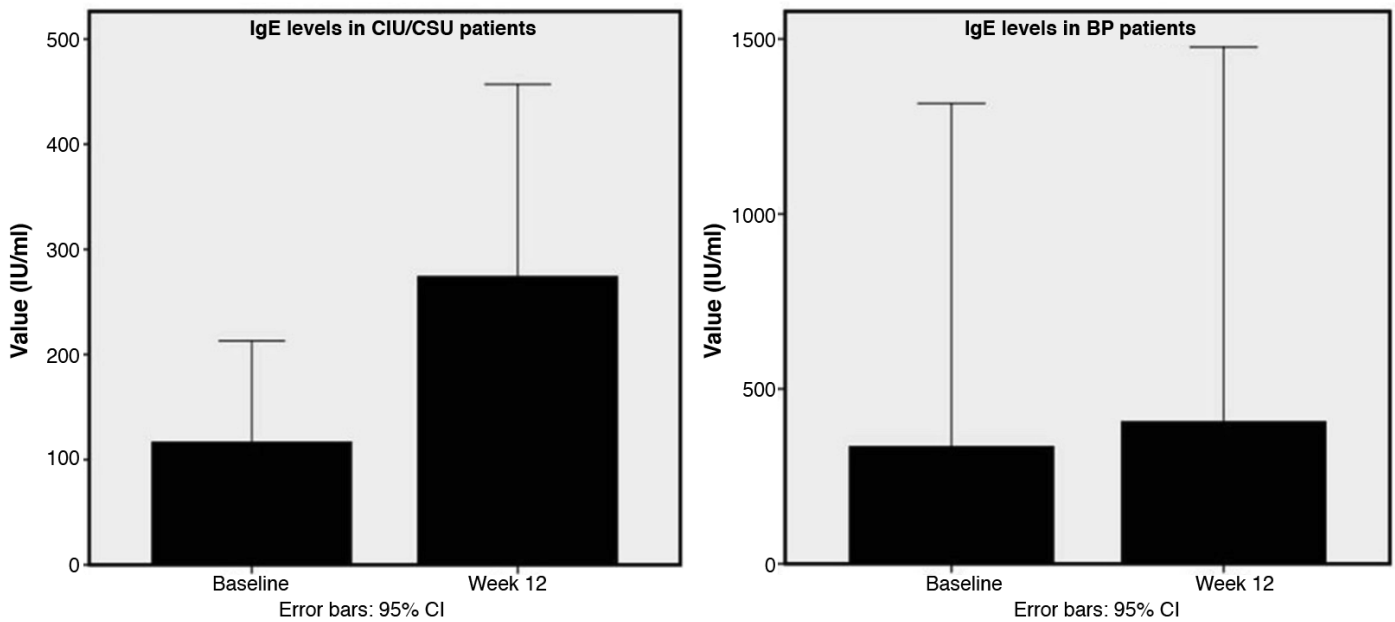 IgE levels in CIU/CSU patients
500
400
300
200
100
0
Value (IU/ml)
Baseline
Week 12
Error bars: 95% CI
IgE levels in BP patients
1500
1000
500
0
Value (IU/ml)
Baseline
Week 12
Error bars: 95% CI